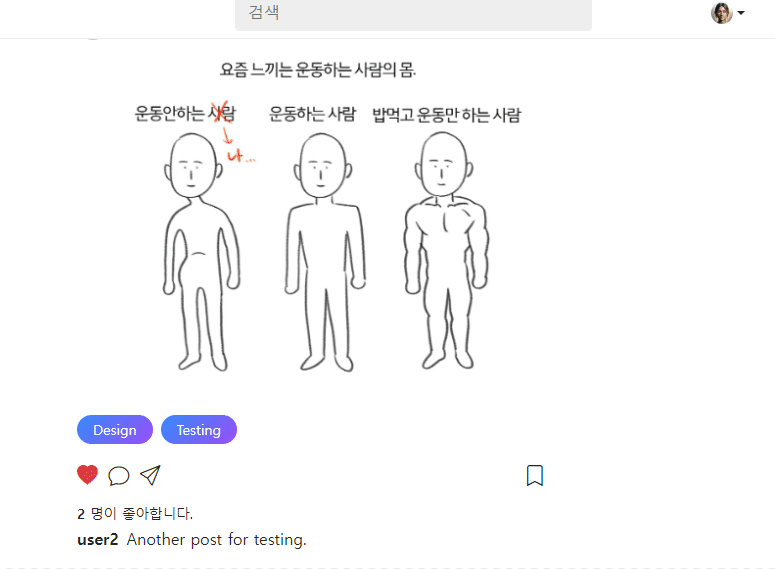 검색
요즘 느끼는 운동하는 사람의 몸.
운동안하는 사람 운동하는 사람 밥먹고 운동만 하는 사람
나...
Design Testing
2 명이 좋아합니다.
user2 Another post for testing.